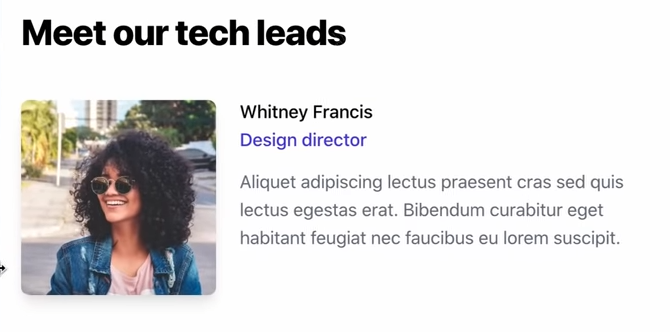 Meet our tech leads
Whitney Francis
Design director
Aliquet adipiscing lectus praesent cras sed quis
lectus egestas erat. Bibendum curabitur eget
habitant feugiat nec faucibus eu lorem suscipit.